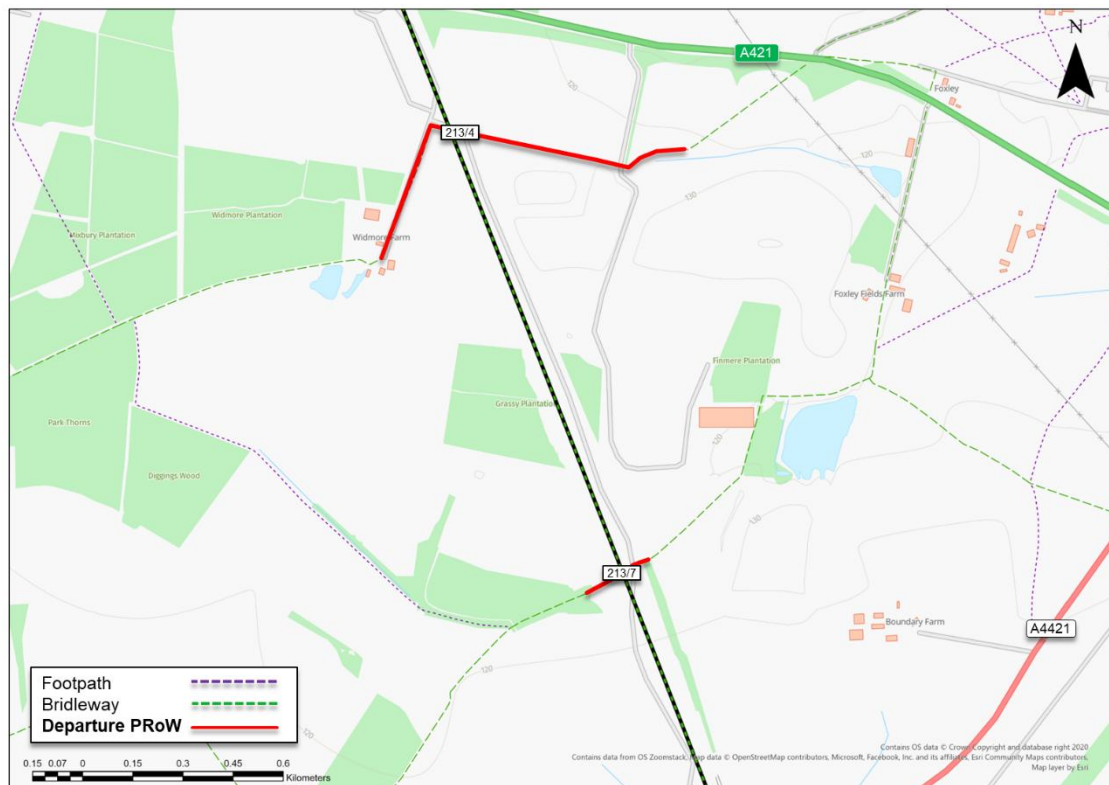 N
A421
Foxley
120
120
213/4
130
Widmore Plantation
Mixbury Plantation
Widmore Farm
Foxley Fields Farm
Finmere Plantation
Grassy Plantation
Park Thorns
120
Diggings Wood
130
213/7
Boundary Farm
A4421
120
120
Footpath
Bridleway
Departure PRoW
0.15 0.07 0 0.15 0.3 0.45 0.6
Kilometers
Contains OS data © Crown Copyright and database right 2020
Contains data from OS Zoomstack; Map data © OpenStreetMap contributors, Microsoft, Facebook, Inc. and its affiliates, Esri Community Maps contributors,
Map layer by Esri